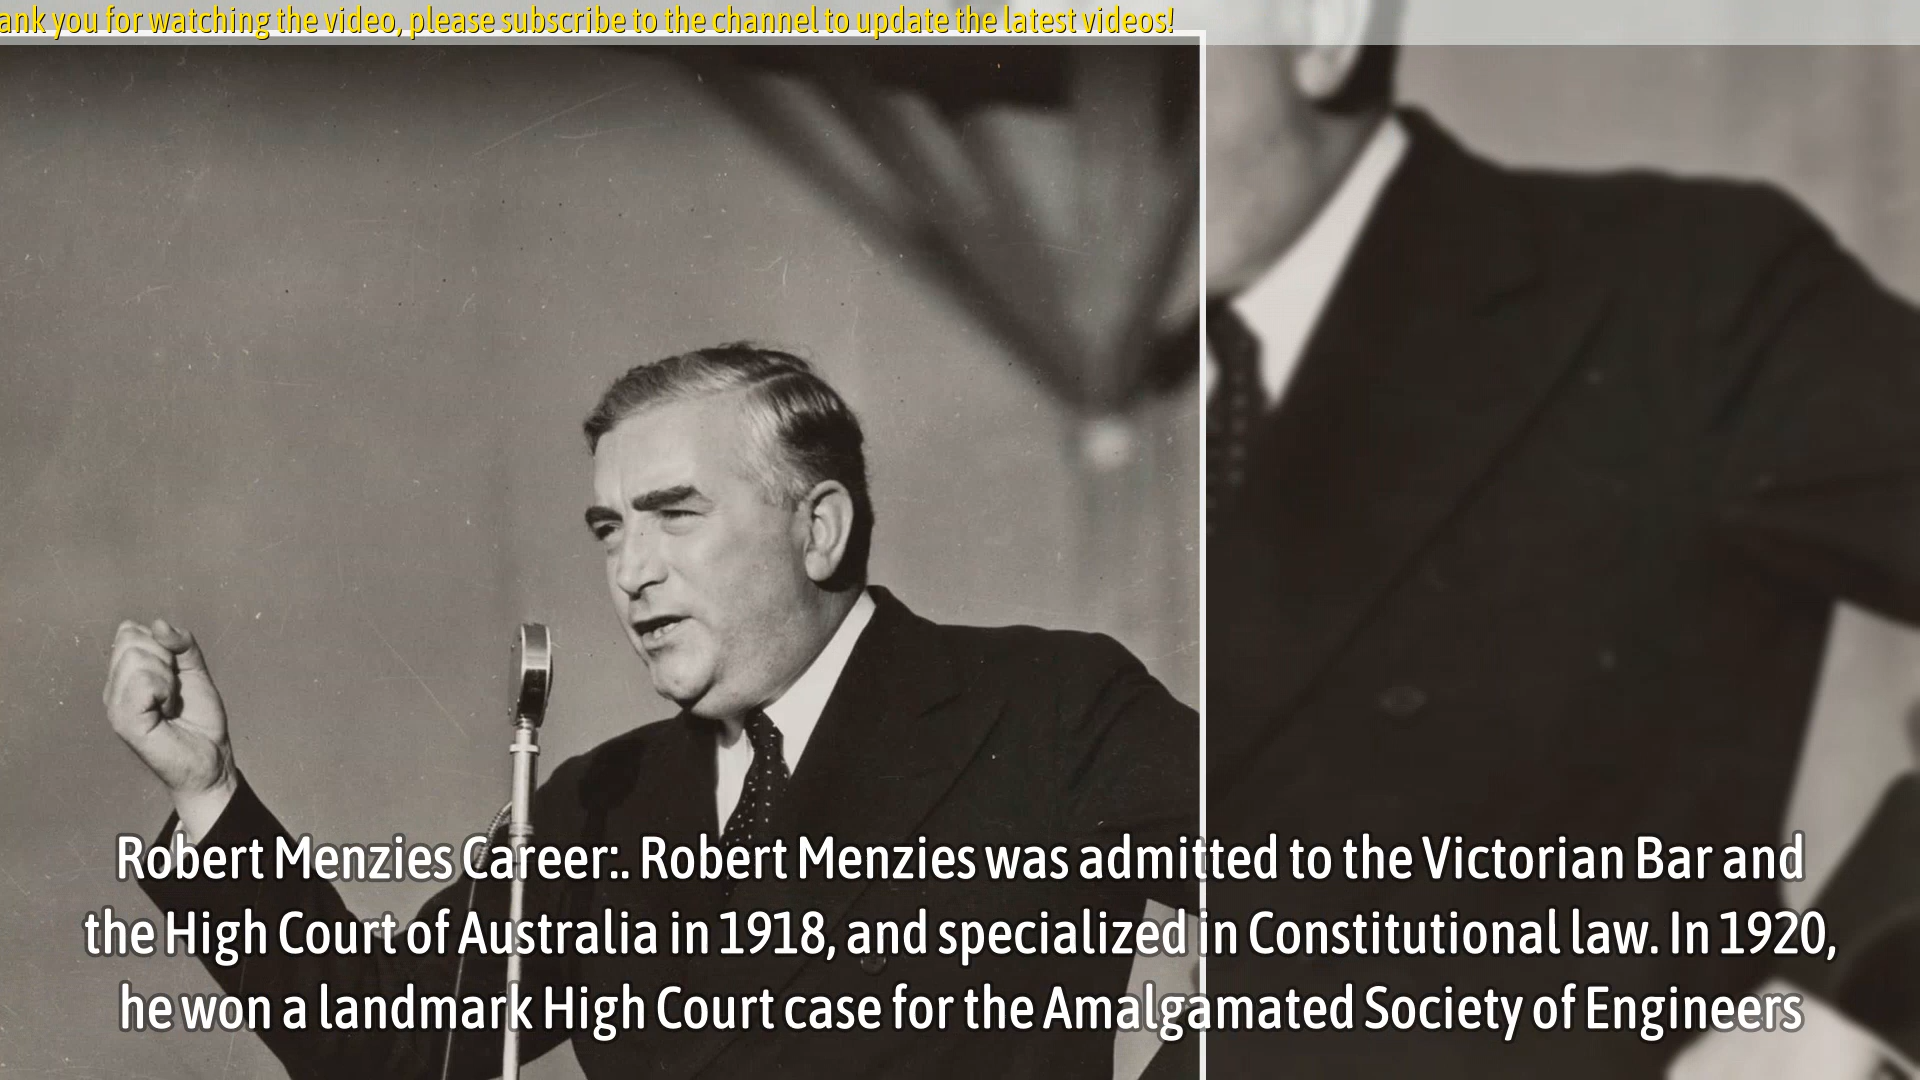 you for watching the video, please subscribe to the channel to update the latest videos!
Robert Menzies Career:. Robert Menzies was admitted to the Victorian Bar and
the High Court of Australia in 1918, and specialized in Constitutional law. In 1920,
he won a landmark High Court case for the Amalgamated Society of Engineers